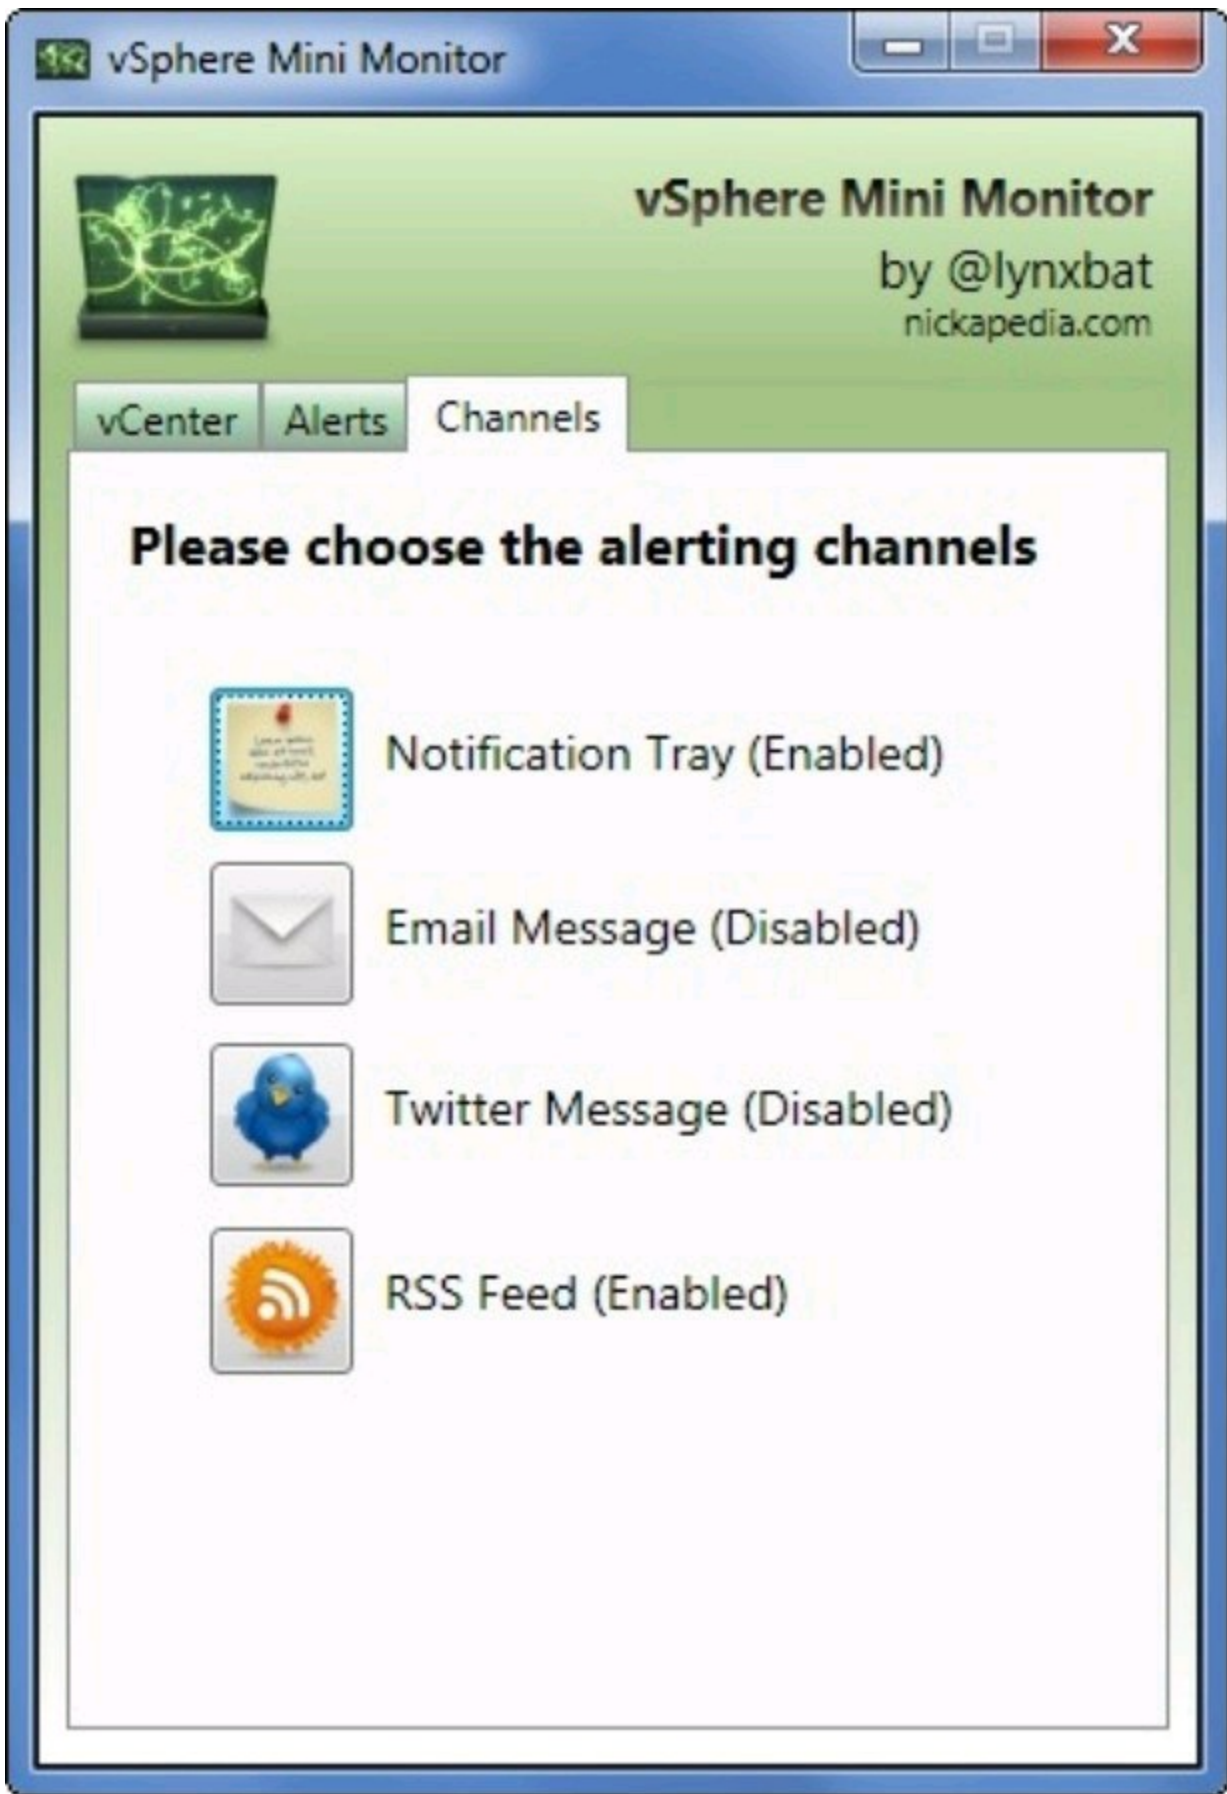 vSphere Mini Monitor
vSphere Mini Monitor
by @lynxbat
nickapedia.com
vCenter
Alerts
Channels
Please choose the alerting channels
Notification Tray (Enabled)
Email Message (Disabled)
Twitter Message (Disabled)
RSS Feed (Enabled)